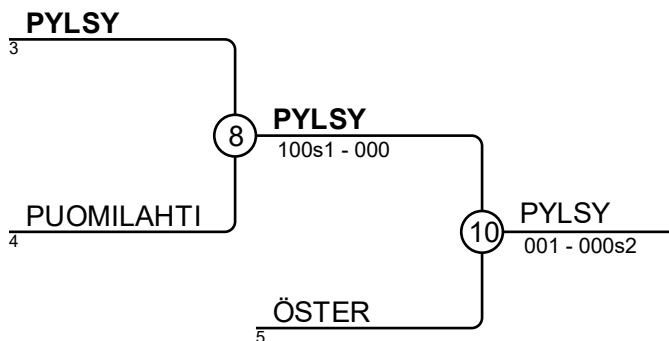 PYLSY
3
8
PYLSY
100s1 - 000
PUOMILAHTI
4
10
PYLSY
001 - 000s2
ÖSTER
5